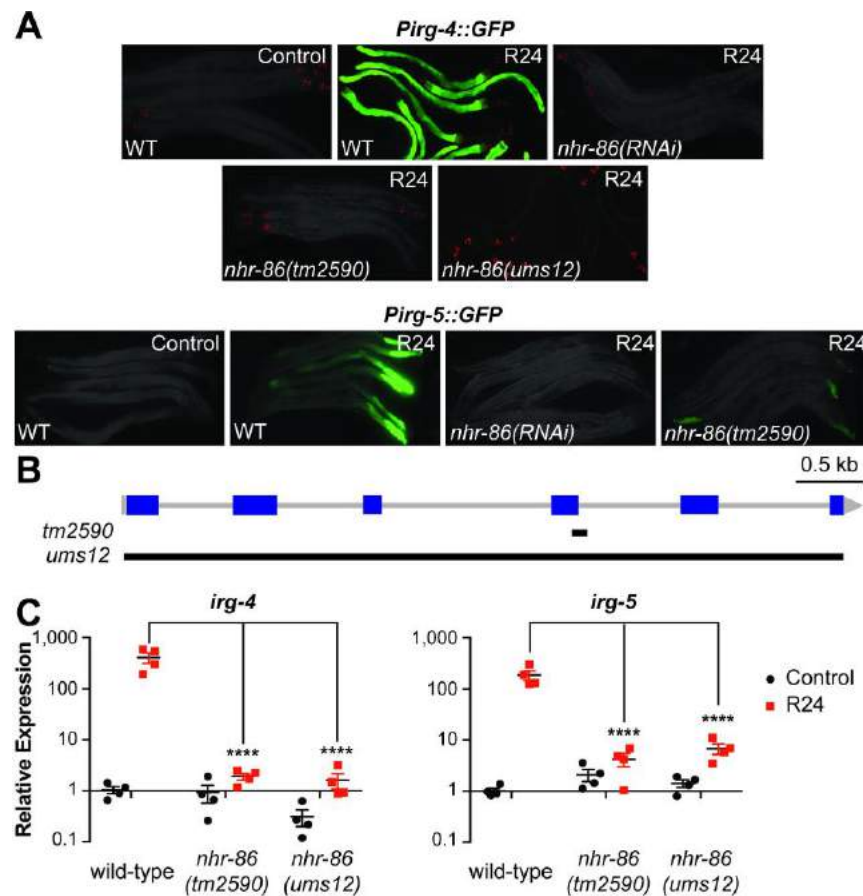 A
Pirg-4::GFP
Control
WT
R24
WT
R24
nhr-86(RNAi)
R24
nhr-86(tm2590)
R24
nhr-86(ums12)
Pirg-5::GFP
Control
WT
R24
WT
R24
nhr-86(RNAi)
R24
nhr-86(tm2590)
B
0.5 kb
tm2590
ums12
C
irg-4
Relative Expression
1,000
100
10
1
0.1
****
****
wild-type
nhr-86
(tm2590)
nhr-86
(ums12)
irg-5
1,000
100
10
1
0.1
****
****
wild-type
nhr-86
(tm2590)
nhr-86
(ums12)
Control
R24